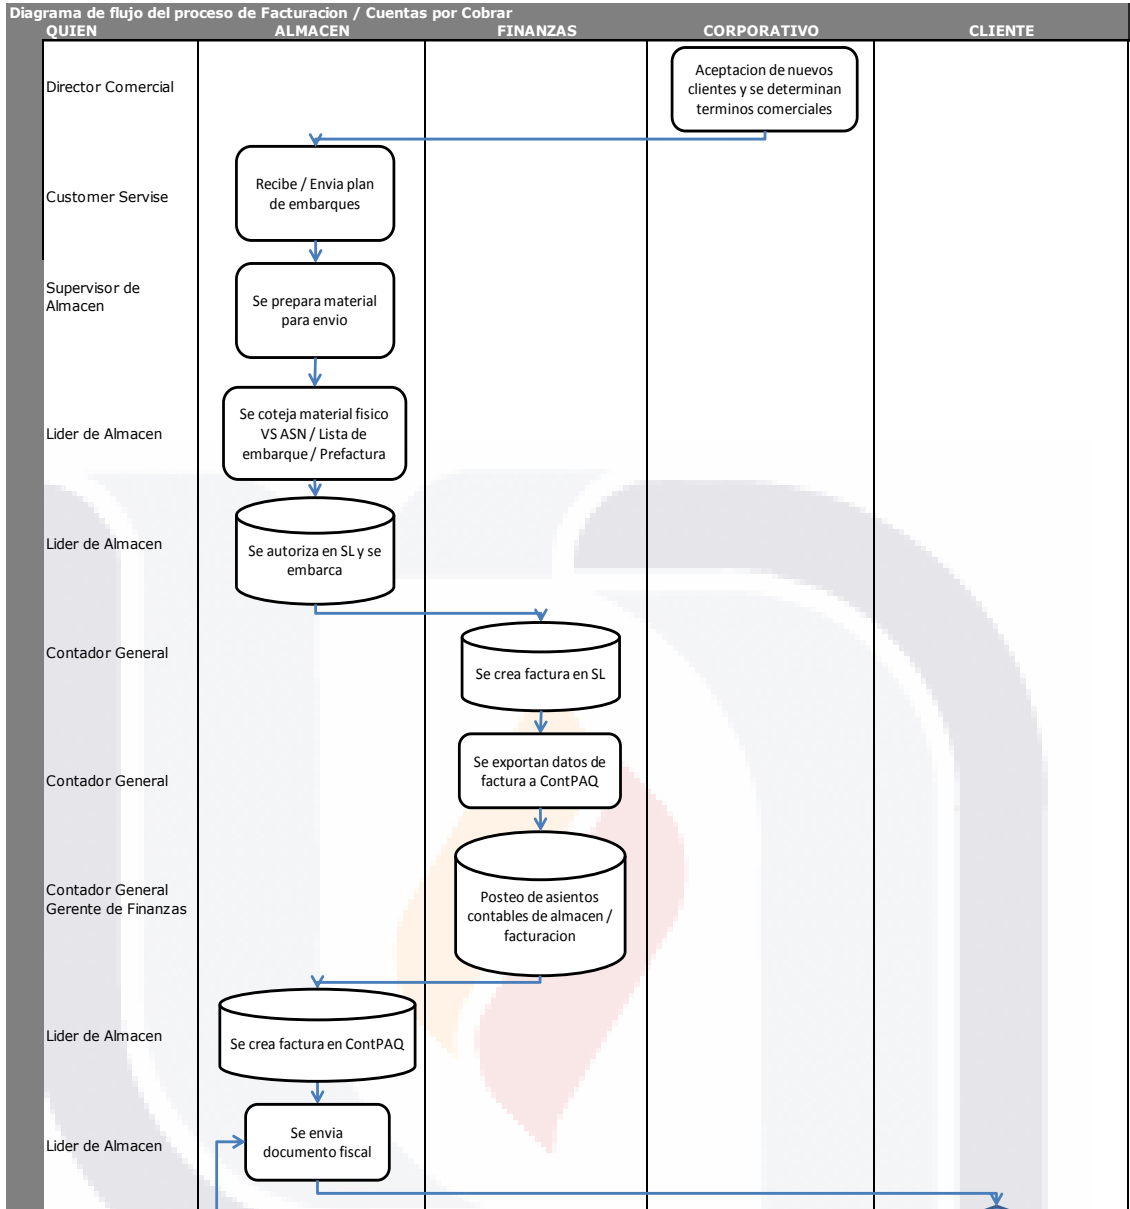 Diagrama de flujo del proceso de Facturacion / Cuentas por Cobrar
QUIEN ALMACEN FINANZAS CORPORATIVO CLIENTE
Director Comercial
Aceptacion de nuevos
clientes y se determinan
terminos comerciales
Customer Servise
Recibe / Envia plan
de embarques
Supervisor de
Almacen
Se prepara material
para envio
Lider de Almacen
Se coteja material fisico
VS ASN / Lista de
embarque / Prefactura
Lider de Almacen
Se autoriza en SL y se
embarca
Contador General
Se crea factura en SL
Contador General
Se exportan datos de
factura a ContPAQ
Contador General
Gerente de Finanzas
Posteo de asientos
contables de almacen /
facturacion
Lider de Almacen
Se crea factura en ContPAQ
Lider de Almacen
Se envia
documento fiscal